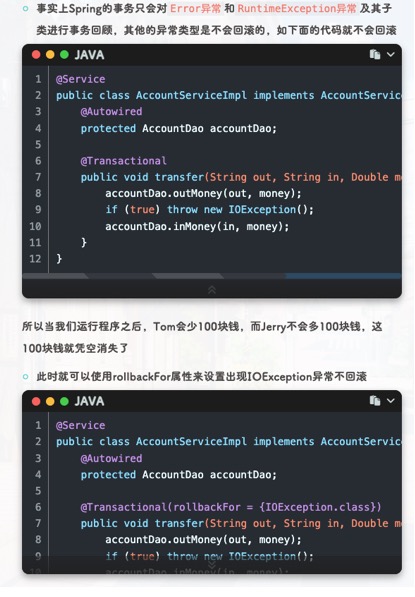 事实上Spring的事务只会对 Error异常 和 RuntimeException异常 及其子
类进行事务回顾，其他的异常类型是不会回滚的，如下面的代码就不会回滚
JAVA
1 @Service
2 public class AccountServiceImpl implements AccountServic
3 @Autowired
4 protected AccountDao accountDao;
5
6 @Transactional
7 public void transfer(String out, String in, Double m
8 accountDao.outMoney(out, money);
9 if (true) throw new IOException();
10 accountDao.inMoney(in, money);
11 }
12 }
所以当我们运行程序之后，Tom会少100块钱，而Jerry不会多100块钱，这
100块钱就凭空消失了
此时就可以使用rollbackFor属性来设置出现IOException异常不回滚
JAVA
1 @Service
2 public class AccountServiceImpl implements AccountServic
3 @Autowired
4 protected AccountDao accountDao;
5
6 @Transactional(rollbackFor = {IOException.class})
7 public void transfer(String out, String in, Double m
8 accountDao.outMoney(out, money);
9 if (true) throw new IOException();
10 accountDao.inMoney(in, money);